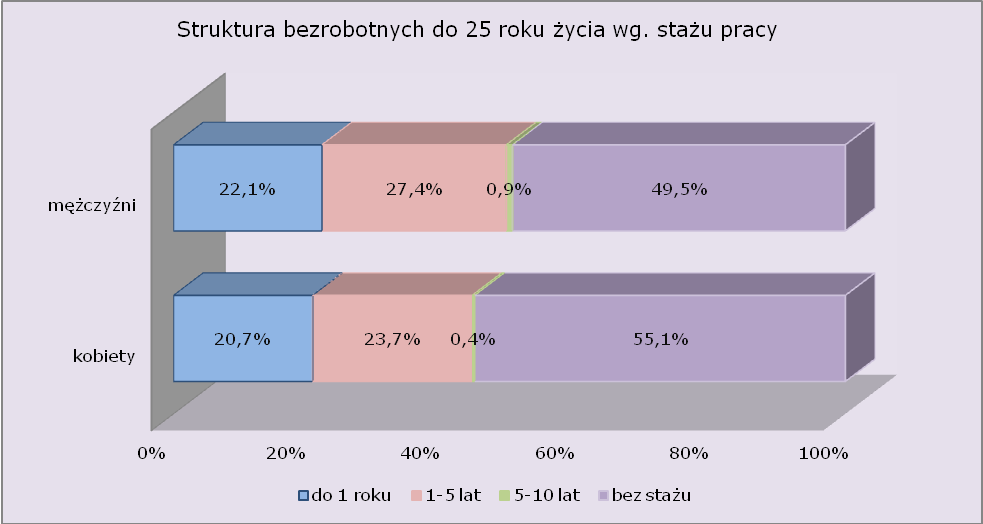 Struktura bezrobotnych do 25 roku życia wg. stażu pracy
mężczyźni
22,1% 27,4% 0,9% 49,5%
kobiety
20,7% 23,7% 0,4% 55,1%
0% 20% 40% 60% 80% 100%
do 1 roku 1-5 lat 5-10 lat bez stażu